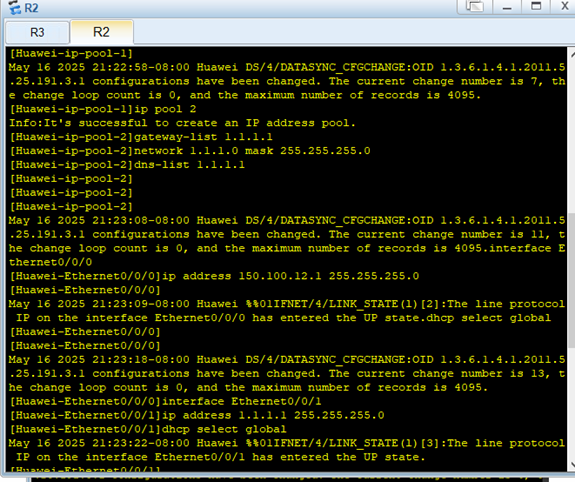 R2
R3
R2
[Huawei-ip-pool-1]
May 16 2025 21:22:58-08:00 Huawei DS/4/DATASYNC_CFGCHANGE:OID 1.3.6.1.4.1.2011.5
.25.191.3.1 configurations have been changed. The current change number is 7, th
e change loop count is 0, and the maximum number of records is 4095.
[Huawei-ip-pool-1]ip pool 2
Info:It's successful to create an IP address pool.
[Huawei-ip-pool-2]gateway-list 1.1.1.1
[Huawei-ip-pool-2]network 1.1.1.0 mask 255.255.255.0
[Huawei-ip-pool-2]dns-list 1.1.1.1
[Huawei-ip-pool-2]
[Huawei-ip-pool-2]
[Huawei-ip-pool-2]
May 16 2025 21:23:08-08:00 Huawei DS/4/DATASYNC_CFGCHANGE:OID 1.3.6.1.4.1.2011.5
.25.191.3.1 configurations have been changed. The current change number is 11, t
he change loop count is 0, and the maximum number of records is 4095.interface E
thernet0/0/0
[Huawei-Ethernet0/0/0]ip address 150.100.12.1 255.255.255.0
[Huawei-Ethernet0/0/0]
May 16 2025 21:23:09-08:00 Huawei %%01IFNET/4/LINK_STATE(l)[2]:The line protocol
 IP on the interface Ethernet0/0/0 has entered the UP state.dhcp select global
[Huawei-Ethernet0/0/0]
[Huawei-Ethernet0/0/0]
May 16 2025 21:23:18-08:00 Huawei DS/4/DATASYNC_CFGCHANGE:OID 1.3.6.1.4.1.2011.5
.25.191.3.1 configurations have been changed. The current change number is 13, t
he change loop count is 0, and the maximum number of records is 4095.
[Huawei-Ethernet0/0/0]interface Ethernet0/0/1
[Huawei-Ethernet0/0/1]ip address 1.1.1.1 255.255.255.0
[Huawei-Ethernet0/0/1]dhcp select global
May 16 2025 21:23:22-08:00 Huawei %%01IFNET/4/LINK_STATE(l)[3]:The line protocol
 IP on the interface Ethernet0/0/1 has entered the UP state.
[Huawei-Ethernet0/0/1]